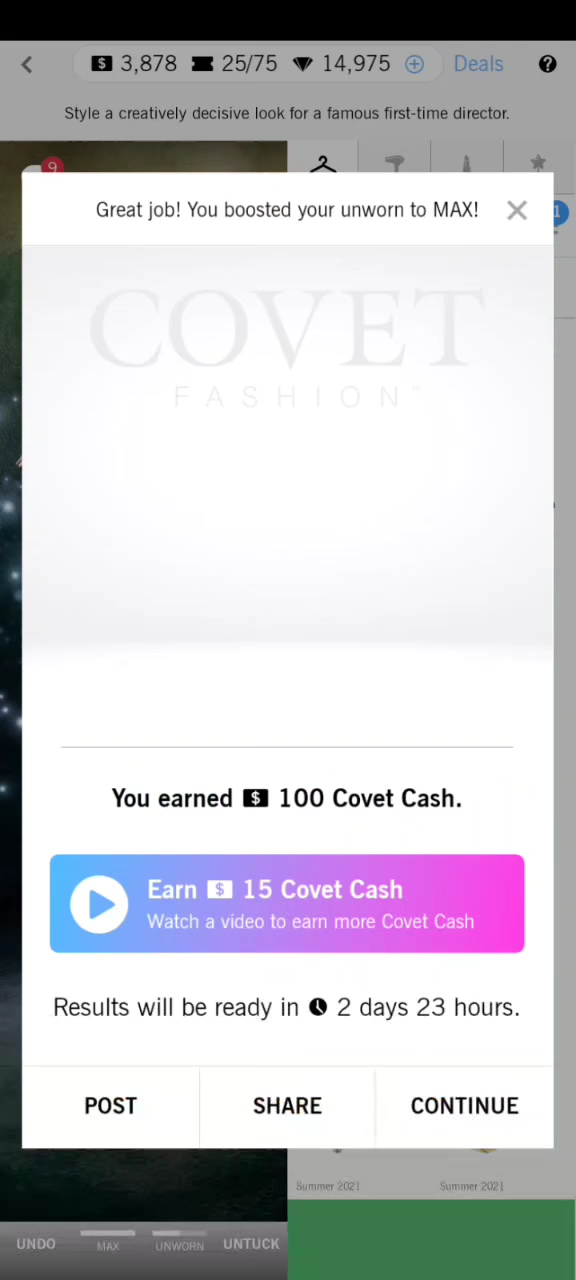 3,878 25/75 14,975 Deals ?
Style a creatively decisive look for a famous first-time director.
9
Great job! You boosted your unworn to MAX!
1
COVET
FASHION™
You earned $ 100 Covet Cash.
Earn $ 15 Covet Cash
Watch a video to earn more Covet Cash
Results will be ready in 2 days 23 hours.
POST SHARE CONTINUE
Summer 2021 Summer 2021
UNDO MAX UNWORN UNTUCK